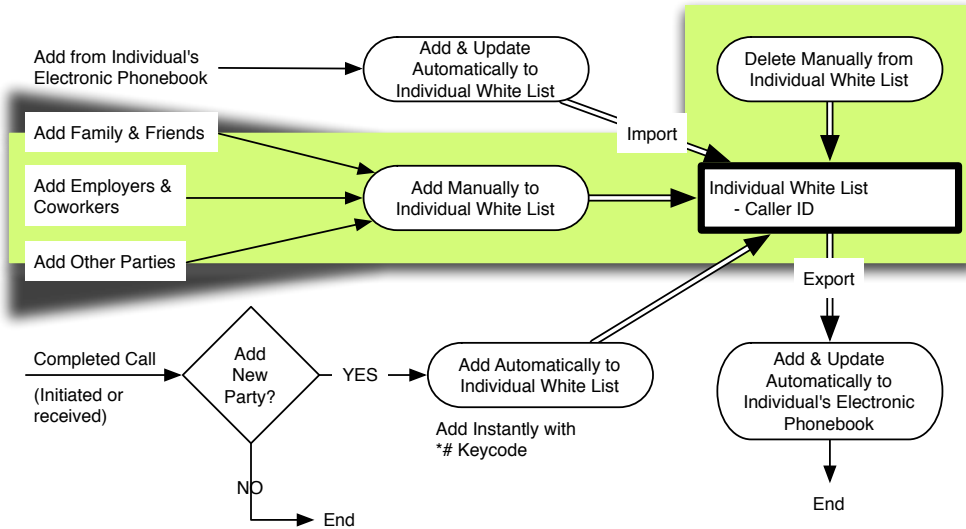 Add from Individual's
Electronic Phonebook
Add & Update
Automatically to
Individual White List
Delete Manually from
Individual White List
Import
Add Family & Friends
Add Employers &
Coworkers
Add Other Parties
Add Manually to
Individual White List
Individual White List
- Caller ID
Export
Completed Call
(Initiated or
received)
Add
New
Party?
YES
Add Automatically to
Individual White List
Add Instantly with
*# Keycode
Add & Update
Automatically to
Individual's Electronic
Phonebook
NO
End
End